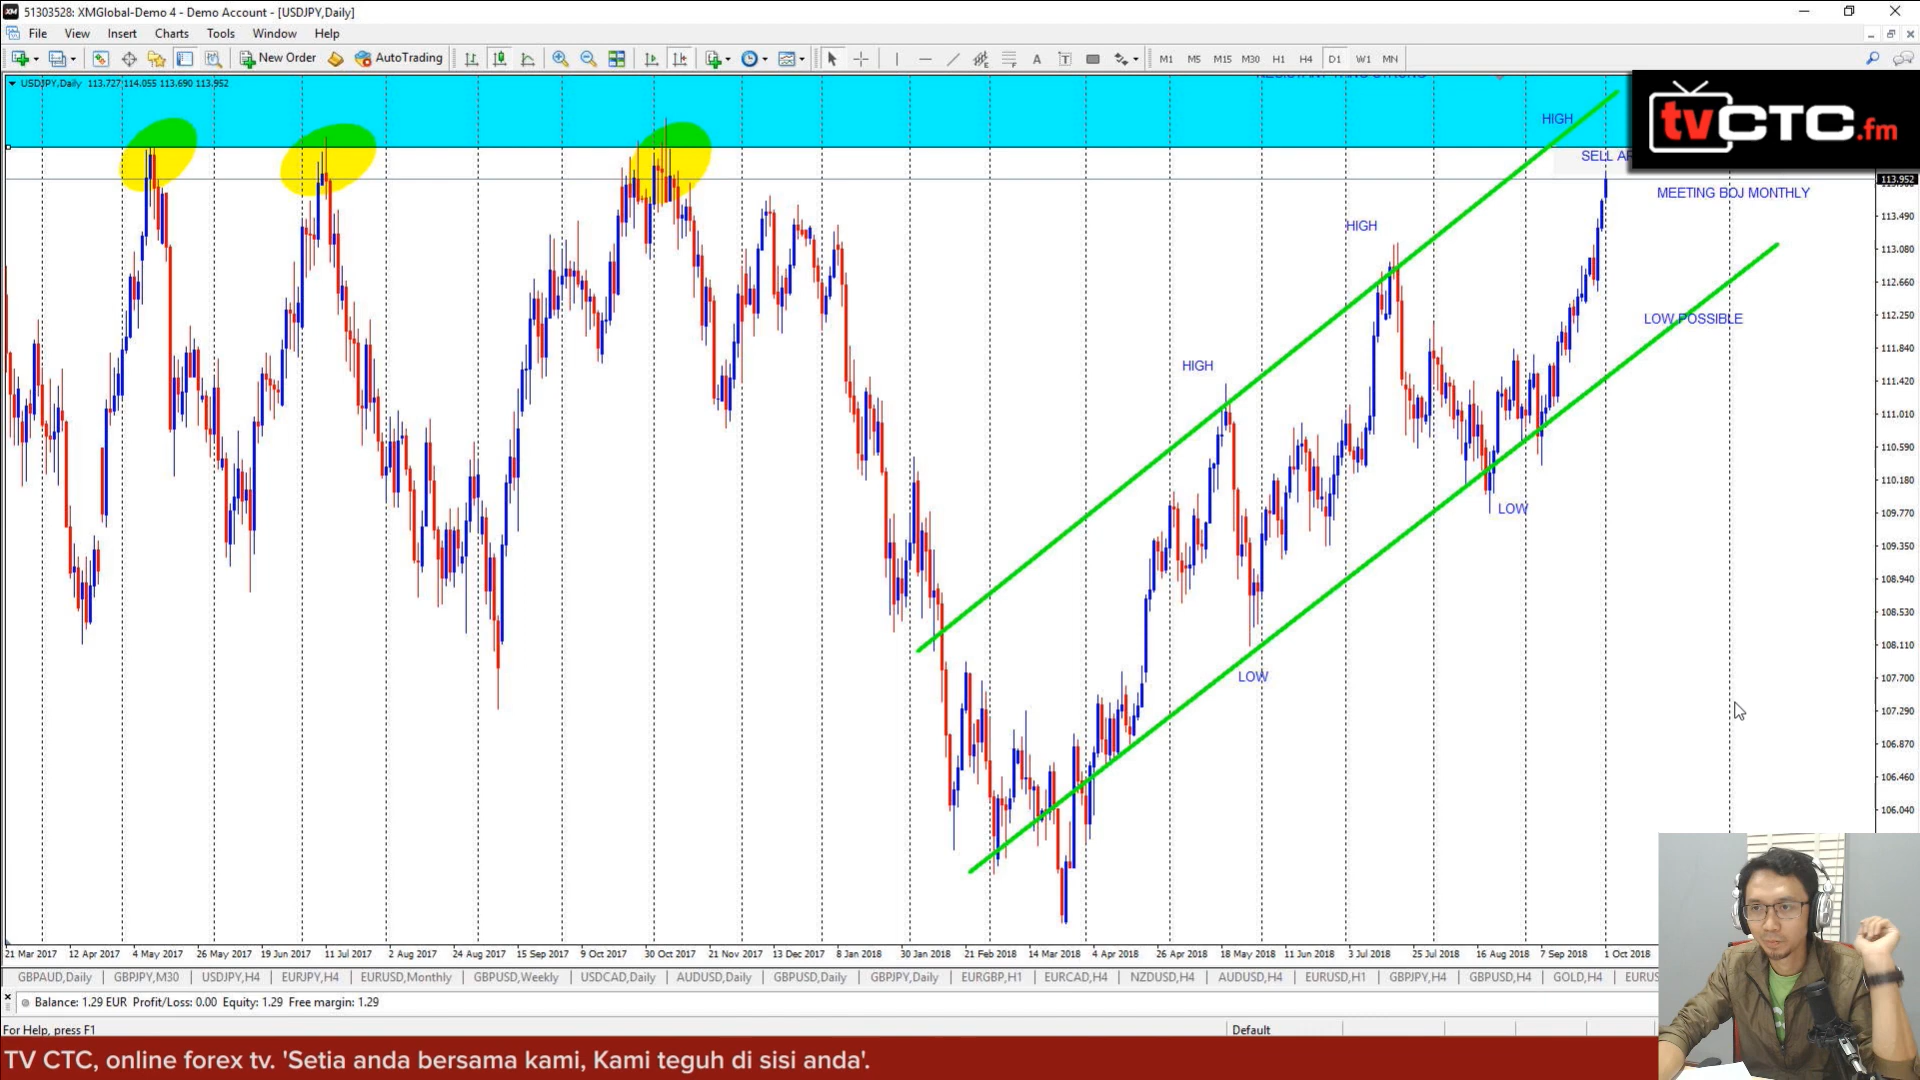 51303528: XMGlobal-Demo 4 - Demo Account - [USDJPY,Daily]
File View Insert Charts Tools Window Help
New Order AutoTrading M1 M5 M15 M30 H1 H4 D1 W1 MN
USDJPY,Daily 113.727 114.055 113.690 113.952
HIGH
tvCTC.fm
SELL AR
113.952
MEETING BOJ MONTHLY
113.490
HIGH
113.080
112.660
LOW POSSIBLE
112.250
111.840
HIGH
111.420
111.010
110.590
110.180
LOW
109.770
109.350
108.940
108.530
108.110
LOW
107.700
107.290
106.870
106.460
106.040
21 Mar 2017 12 Apr 2017 4 May 2017 26 May 2017 19 Jun 2017 11 Jul 2017 2 Aug 2017 24 Aug 2017 15 Sep 2017 9 Oct 2017 30 Oct 2017 21 Nov 2017 13 Dec 2017 8 Jan 2018 30 Jan 2018 21 Feb 2018 14 Mar 2018 4 Apr 2018 26 Apr 2018 18 May 2018 11 Jun 2018 3 Jul 2018 25 Jul 2018 16 Aug 2018 7 Sep 2018 1 Oct 2018
GBPAUD,Daily GBPJPY,M30 USDJPY,H4 EURJPY,H4 EURUSD,Monthly GBPUSD,Weekly USDCAD,Daily AUDUSD,Daily GBPUSD,Daily GBPJPY,Daily EURGBP,H1 EURCAD,H4 NZDUSD,H4 AUDUSD,H4 EURUSD,H1 GBPJPY,H4 GBPUSD,H4 GOLD,H4 EURUS
Balance: 1.29 EUR Profit/Loss: 0.00 Equity: 1.29 Free margin: 1.29
For Help, press F1 Default
TV CTC, online forex tv. 'Setia anda bersama kami, Kami teguh di sisi anda'.